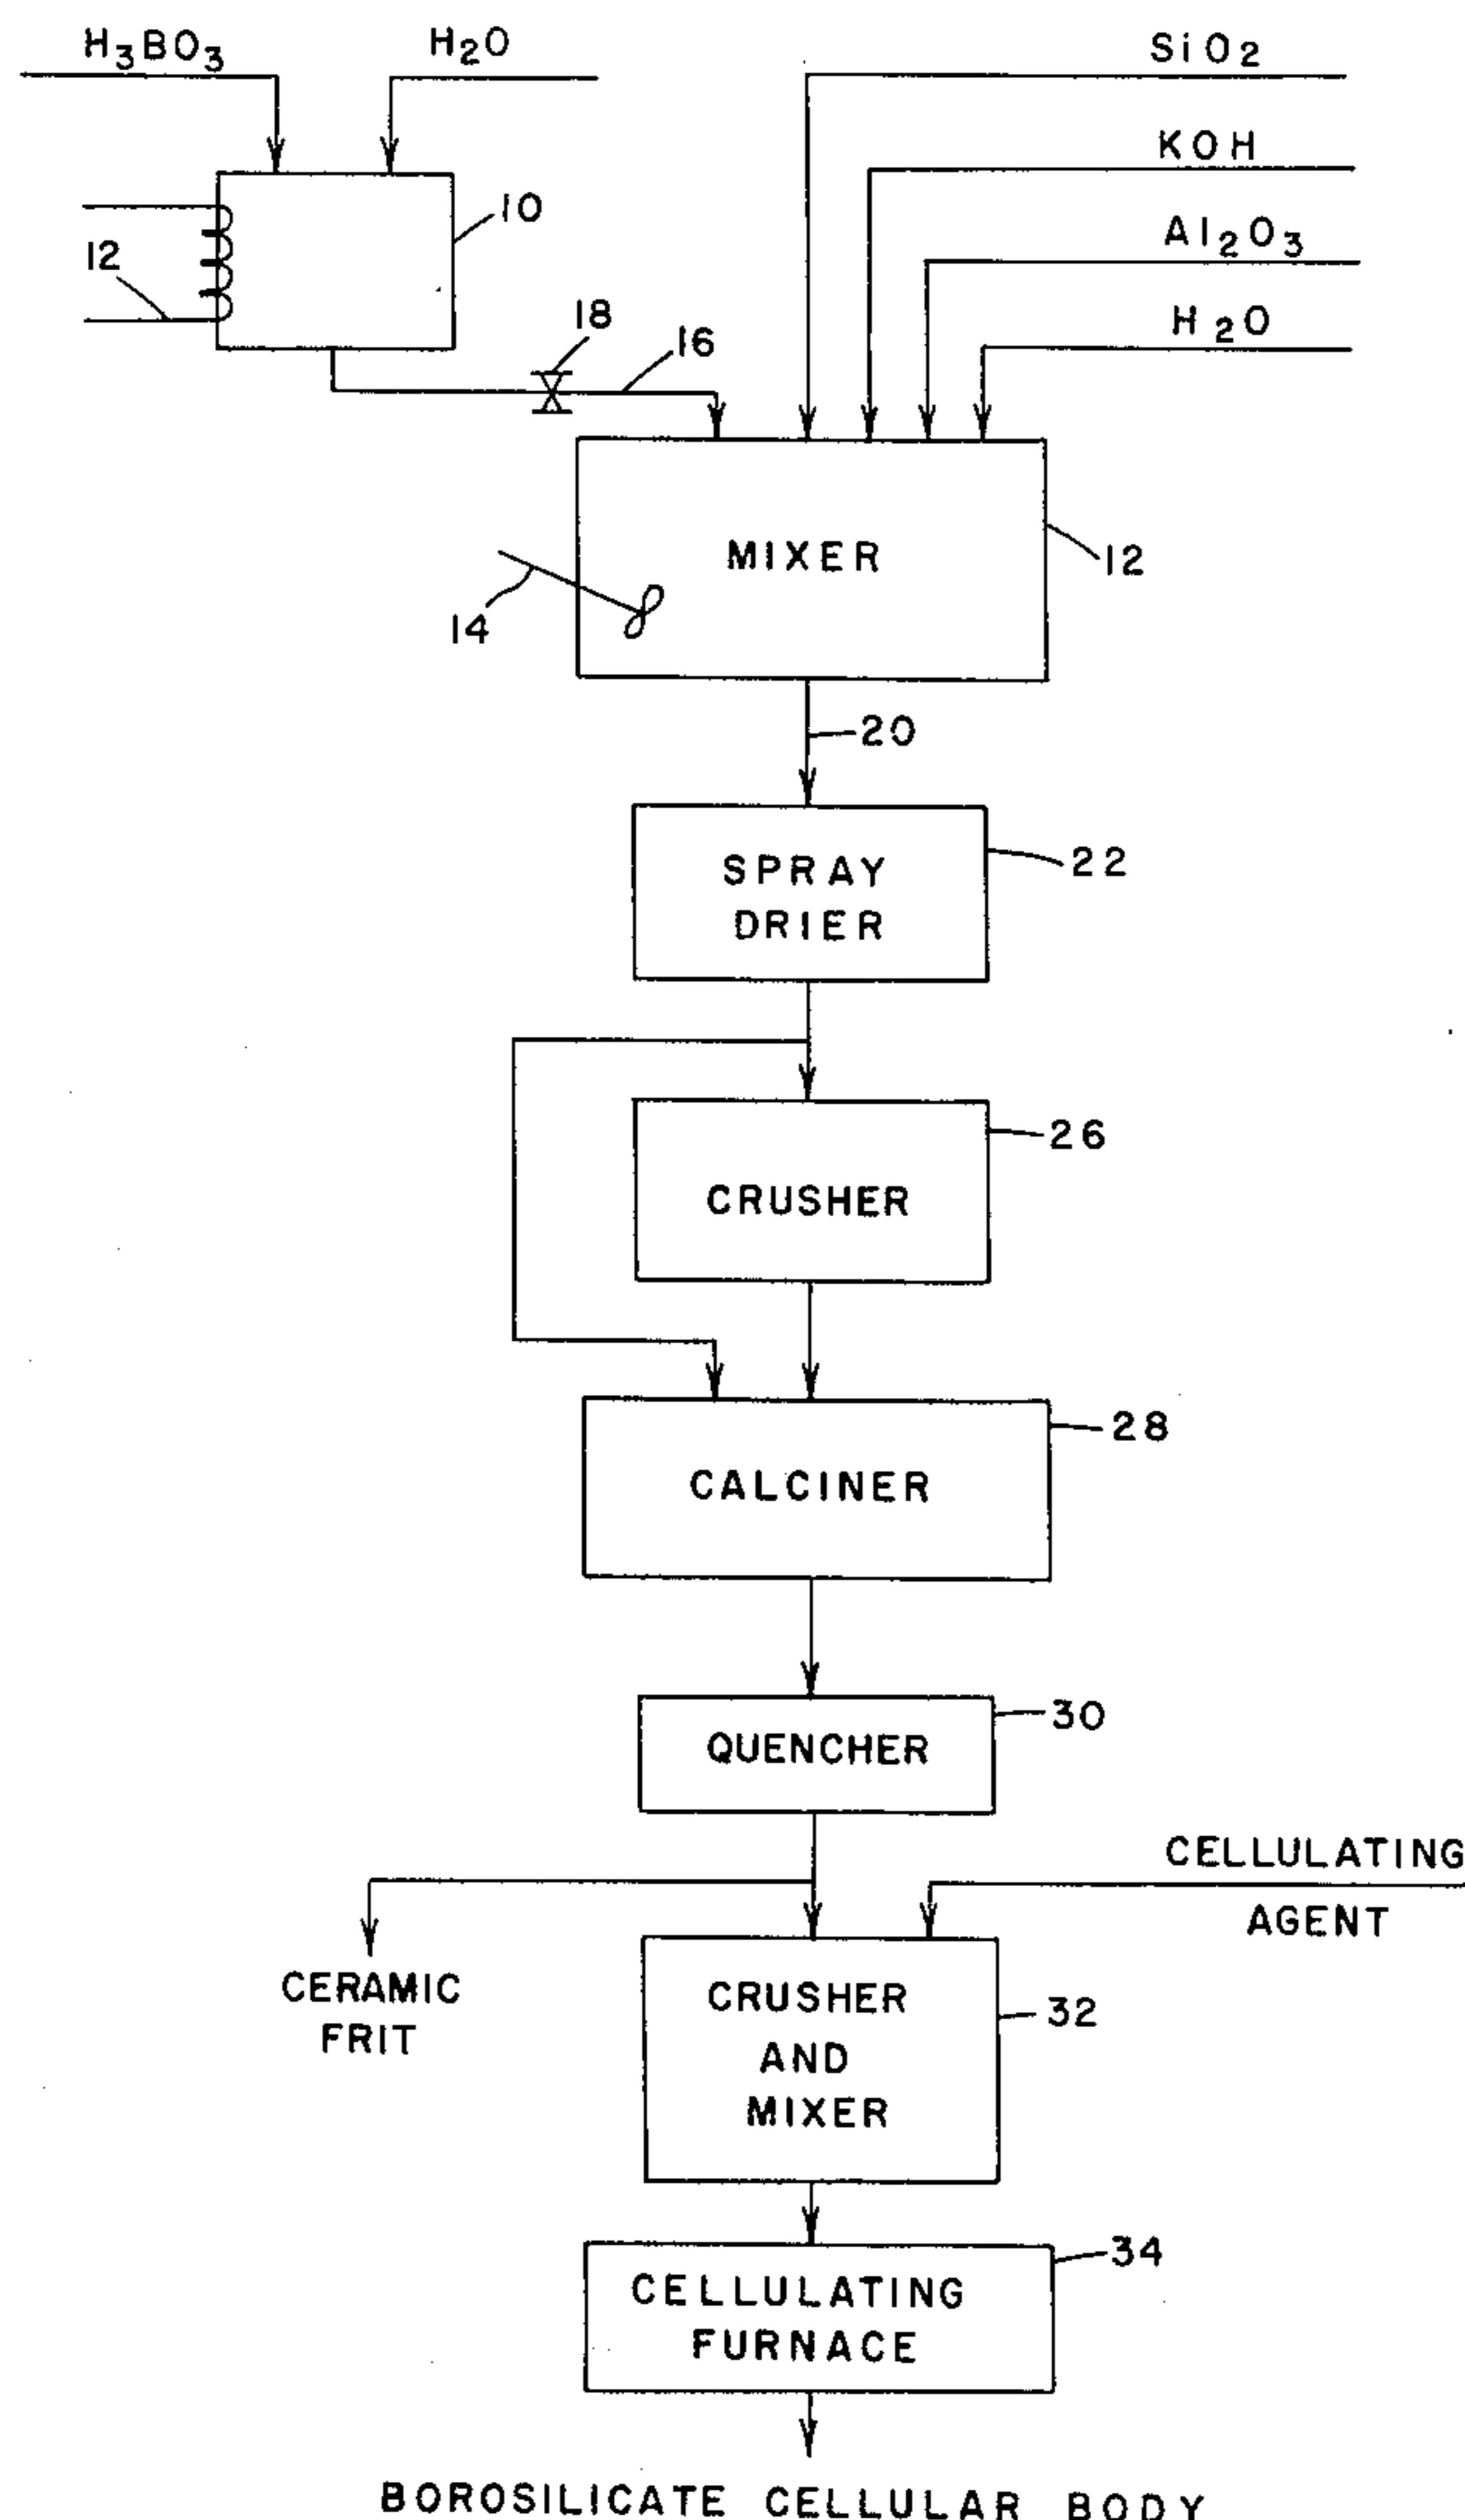 H₃BO₃
H₂O
SiO₂
KOH
Al₂O₃
H₂O
10
12
18
16
MIXER
12
14
20
SPRAY
DRIER
22
26
CRUSHER
28
CALCINER
30
QUENCHER
CELLULATING
AGENT
CERAMIC
FRIT
CRUSHER
AND
MIXER
32
34
CELLULATING
FURNACE
BOROSILICATE CELLULAR BODY